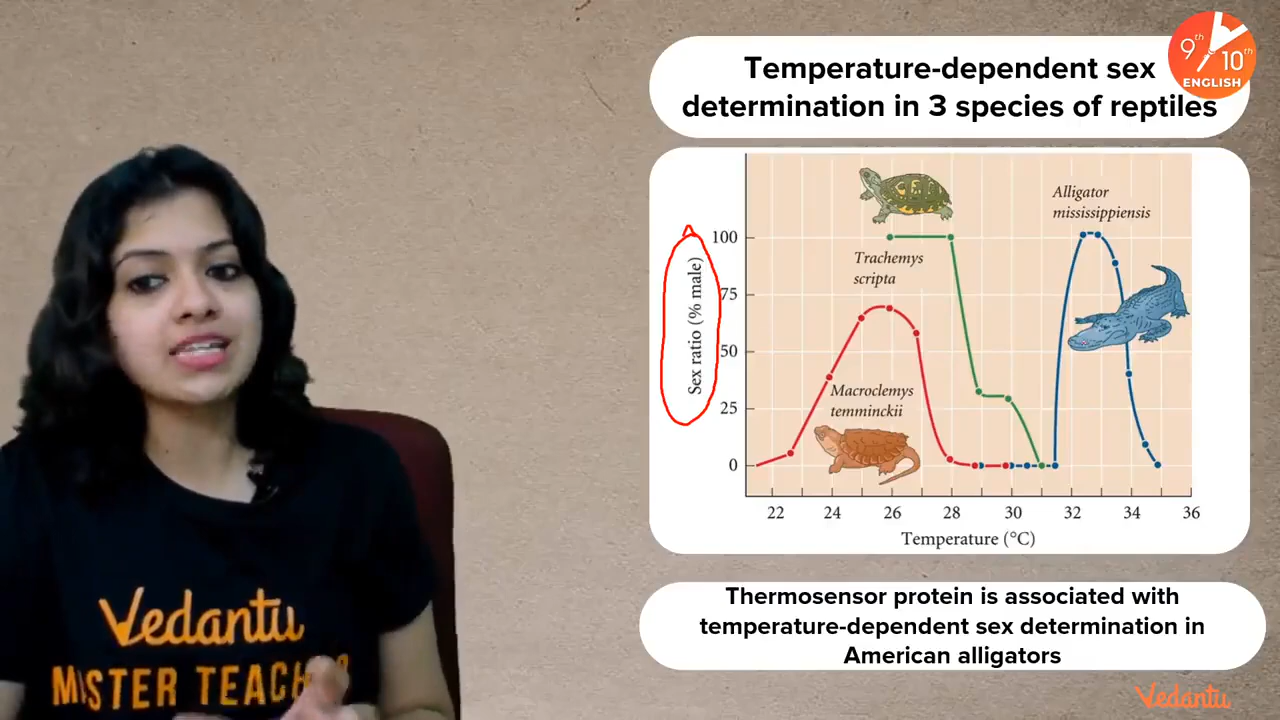 Temperature-dependent sex
determination in 3 species of reptiles
9th 10th
ENGLISH
Alligator
mississippiensis
Trachemys
scripta
Macroclemys
temminckii
Sex ratio (% male)
100
75
50
25
0
22 24 26 28 30 32 34 36
Temperature (°C)
Thermosensor protein is associated with
temperature-dependent sex determination in
American alligators
Vedantu
MISTER TEACH
Vedantu